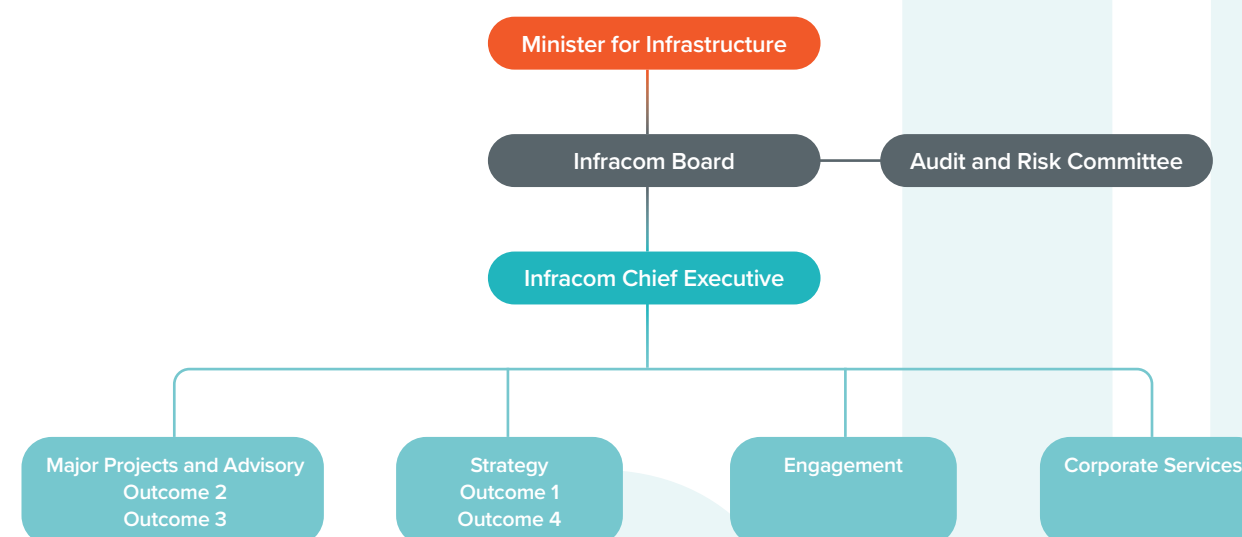 Minister for Infrastructure
Infracom Board
Audit and Risk Committee
Infracom Chief Executive
Major Projects and Advisory
Outcome 2
Outcome 3
Strategy
Outcome 1
Outcome 4
Engagement
Corporate Services